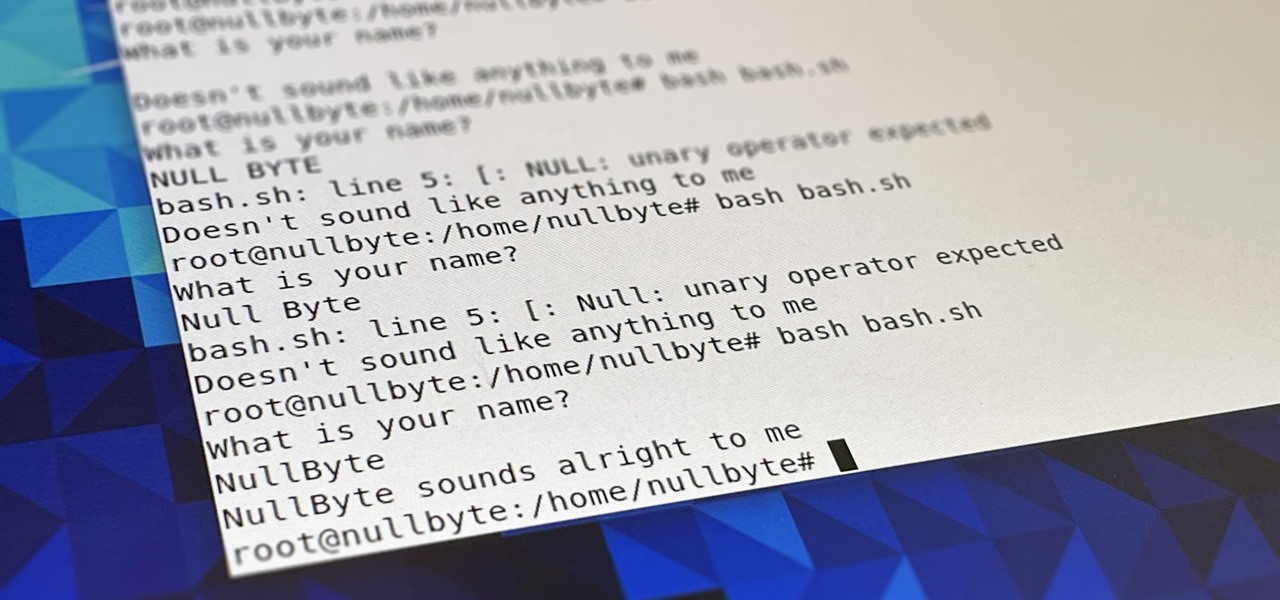 root@nullbyte:/home/nullbyte
What is your name?
Doesn't sound like anything to me
root@nullbyte:/home/nullbyte# bash bash.sh
What is your name?
NULL BYTE
bash.sh: line 5: [: NULL: unary operator expected
Doesn't sound like anything to me
root@nullbyte:/home/nullbyte# bash bash.sh
What is your name?
Null Byte
bash.sh: line 5: [: Null: unary operator expected
Doesn't sound like anything to me
root@nullbyte:/home/nullbyte# bash bash.sh
What is your name?
NullByte
NullByte sounds alright to me
root@nullbyte:/home/nullbyte#